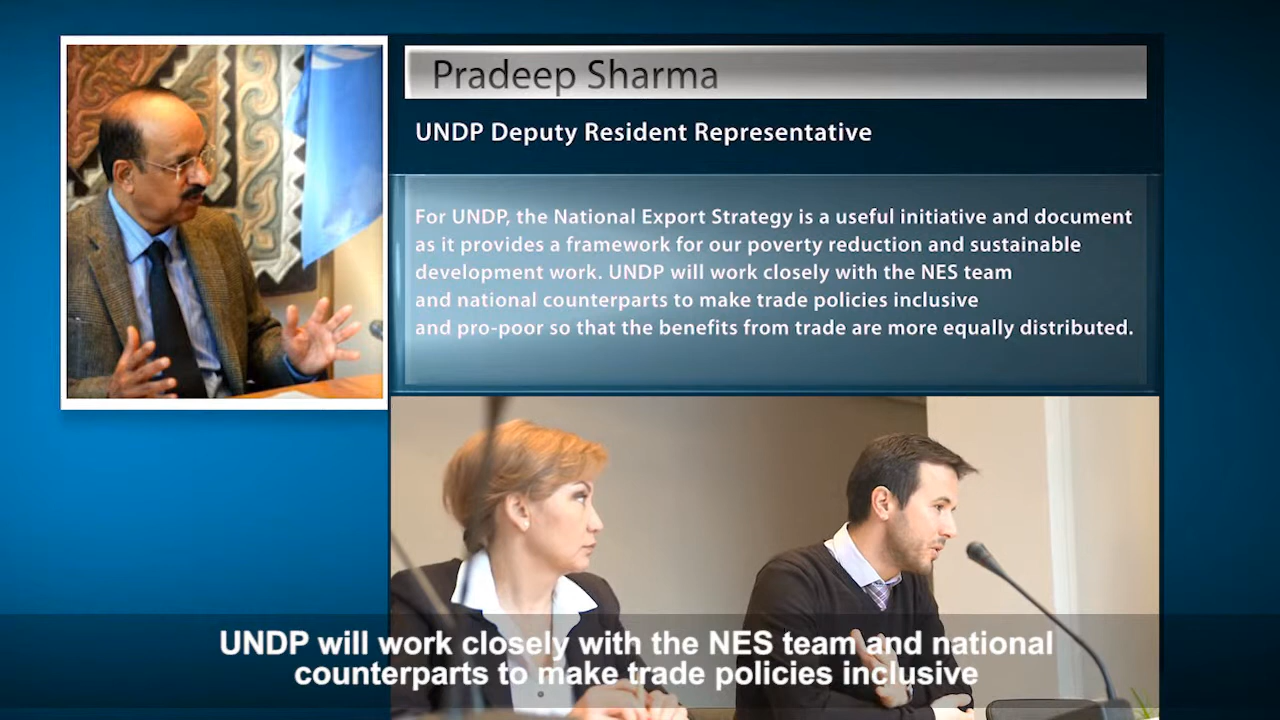 Pradeep Sharma
UNDP Deputy Resident Representative
For UNDP, the National Export Strategy is a useful initiative and document
as it provides a framework for our poverty reduction and sustainable
development work. UNDP will work closely with the NES team
and national counterparts to make trade policies inclusive
and pro-poor so that the benefits from trade are more equally distributed.
UNDP will work closely with the NES team and national
counterparts to make trade policies inclusive